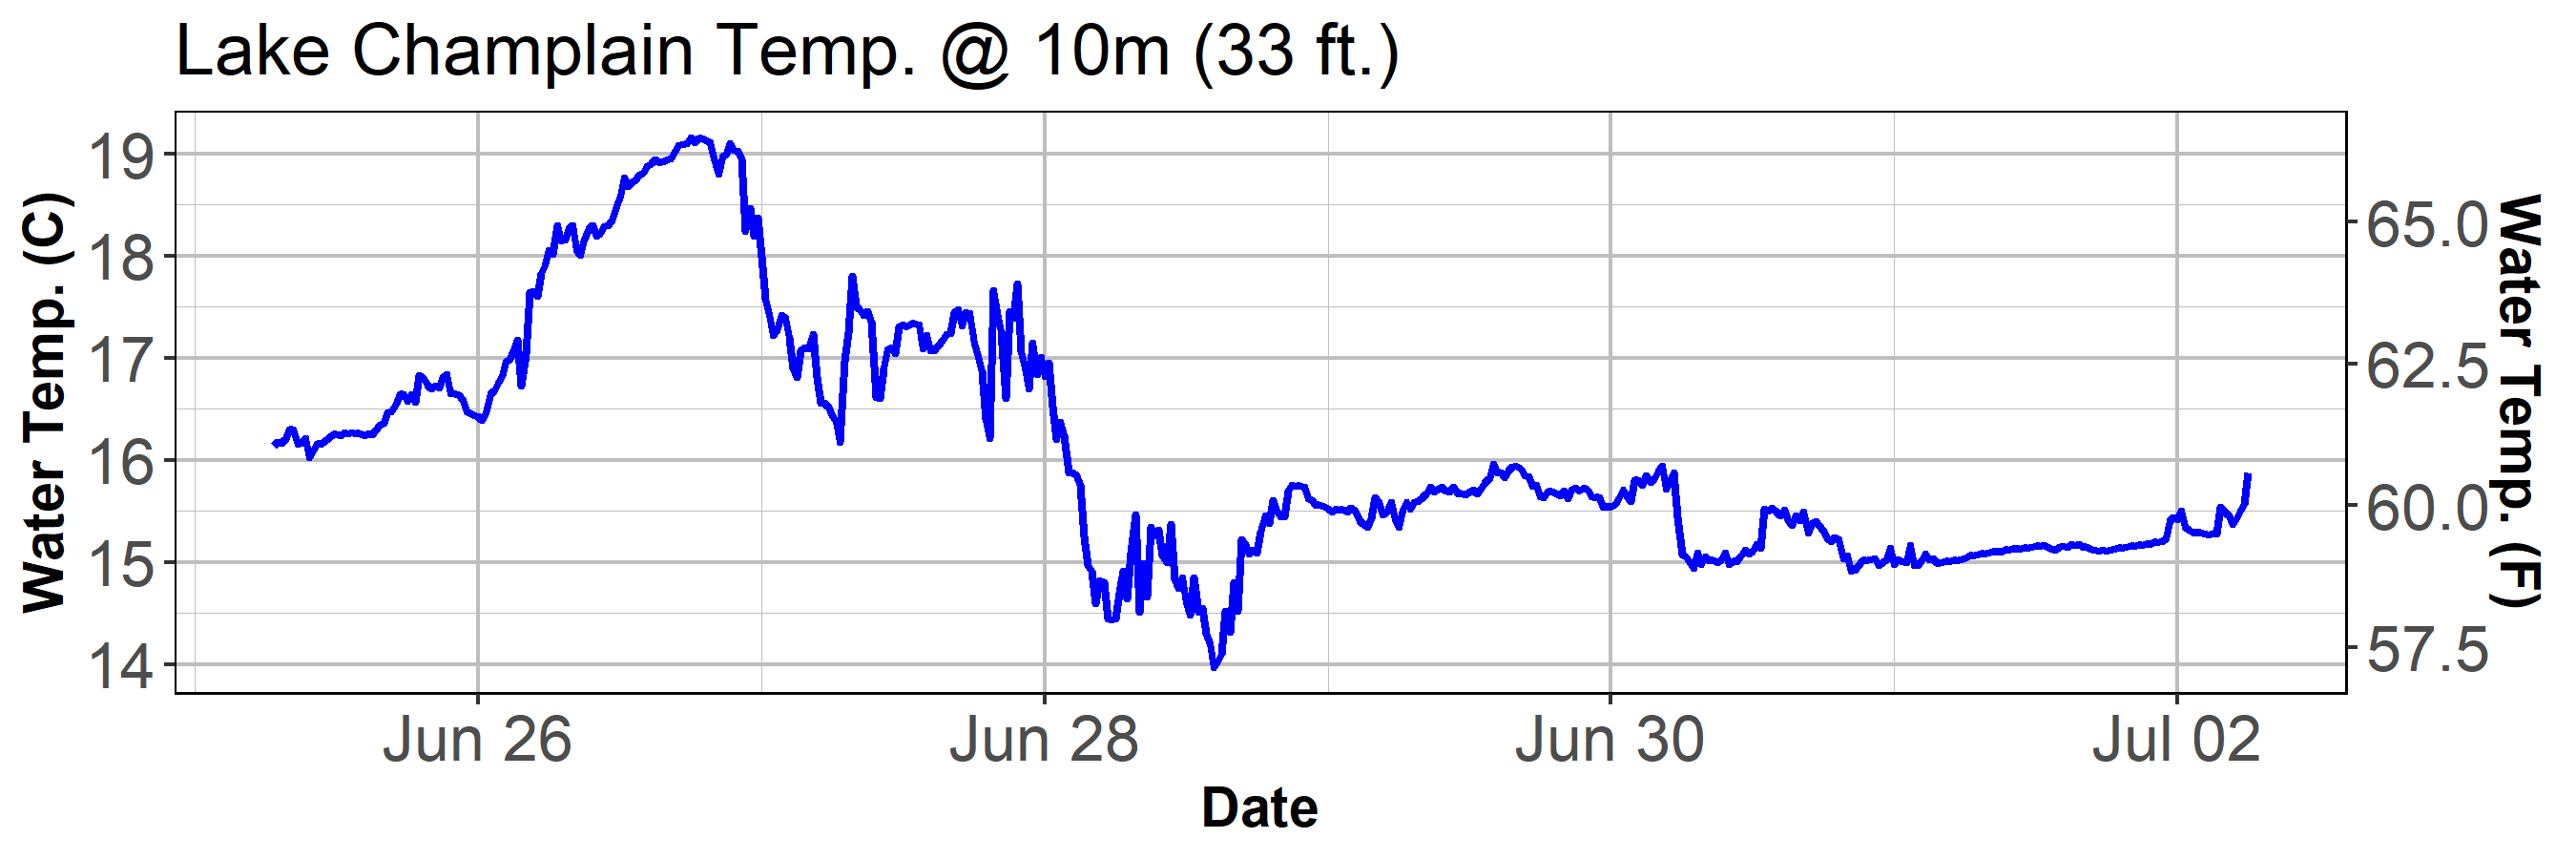 Lake Champlain Temp. @ 10m (33 ft.)
Water Temp. (C)
19
18
17
16
15
14
65.0
62.5
60.0
57.5
Water Temp. (F)
Jun 26 Jun 28 Jun 30 Jul 02
Date